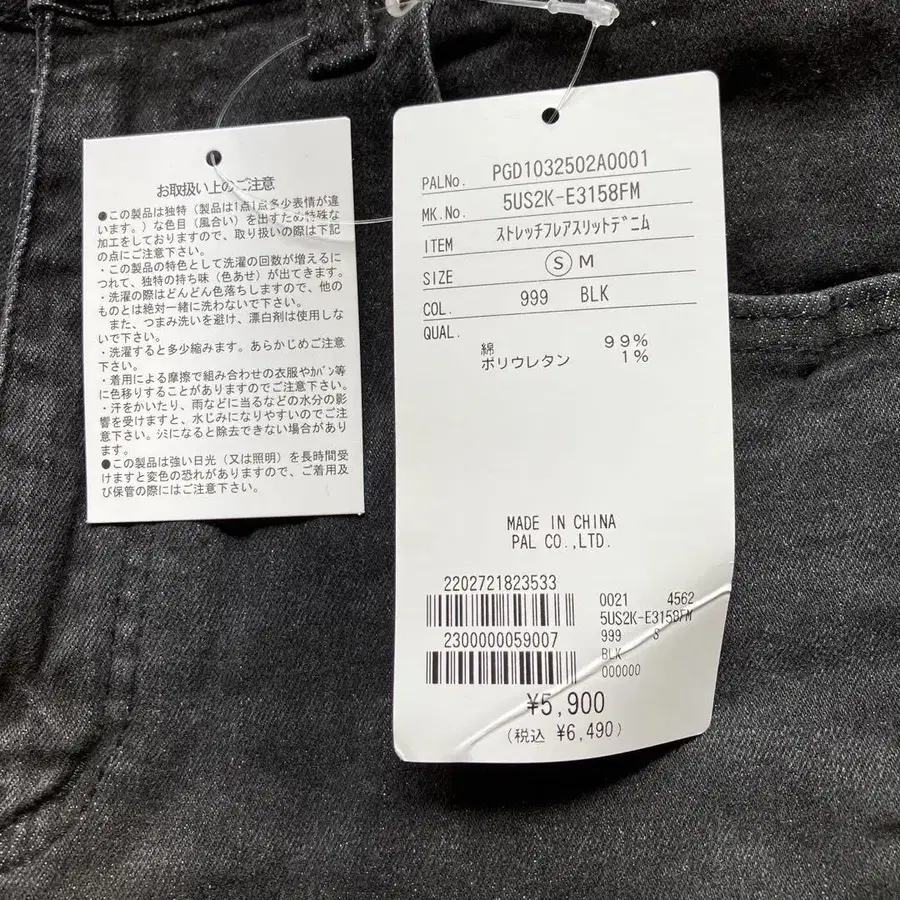 お取扱い上のご注意
●この製品は独特（製品は1点1点多少表情が違
います。）な色目（風合い）を出すため特殊な
加工をしておりますので、取り扱いの際は下記
の点にご注意下さい。
・この製品の特色として洗濯の回数が増えるに
つれて、独特の持ち味（色あせ）が出てきます。
・洗濯の際はどんどん色落ちしますので、他の
ものとは絶対一緒に洗わないで下さい。
また、つまみ洗いを避け、漂白剤は使用しな
いで下さい。
・洗濯すると多少縮みます。あらかじめご注意
下さい。
・着用による摩擦で組み合わせの衣服やｶﾊﾞﾝ等
に色移りすることがありますのでご注意下さい。
・汗をかいたり、雨などに当るなどの水分の影
響を受けますと、水じみになりやすいのでご注
意下さい。ｼﾐになると除去できない場合があり
ます。
●この製品は強い日光（又は照明）を長時間受
けますと変色の恐れがありますので、ご着用及
び保管の際にはご注意下さい。
PALNo. PGD1032502A0001
MK.No. 5US2K-E3158FM
ITEM ｽﾄﾚｯﾁﾌﾚｱｽﾘｯﾄﾃﾞﾆﾑ
SIZE Ⓢ M
COL. 999 BLK
QUAL.
綿 99%
ポリウレタン 1%
MADE IN CHINA
PAL CO.,LTD.
2202721823533
2300000059007
0021 4562
5US2K-E3158FM
999 S
BLK
000000
¥5,900
(税込 ¥6,490)